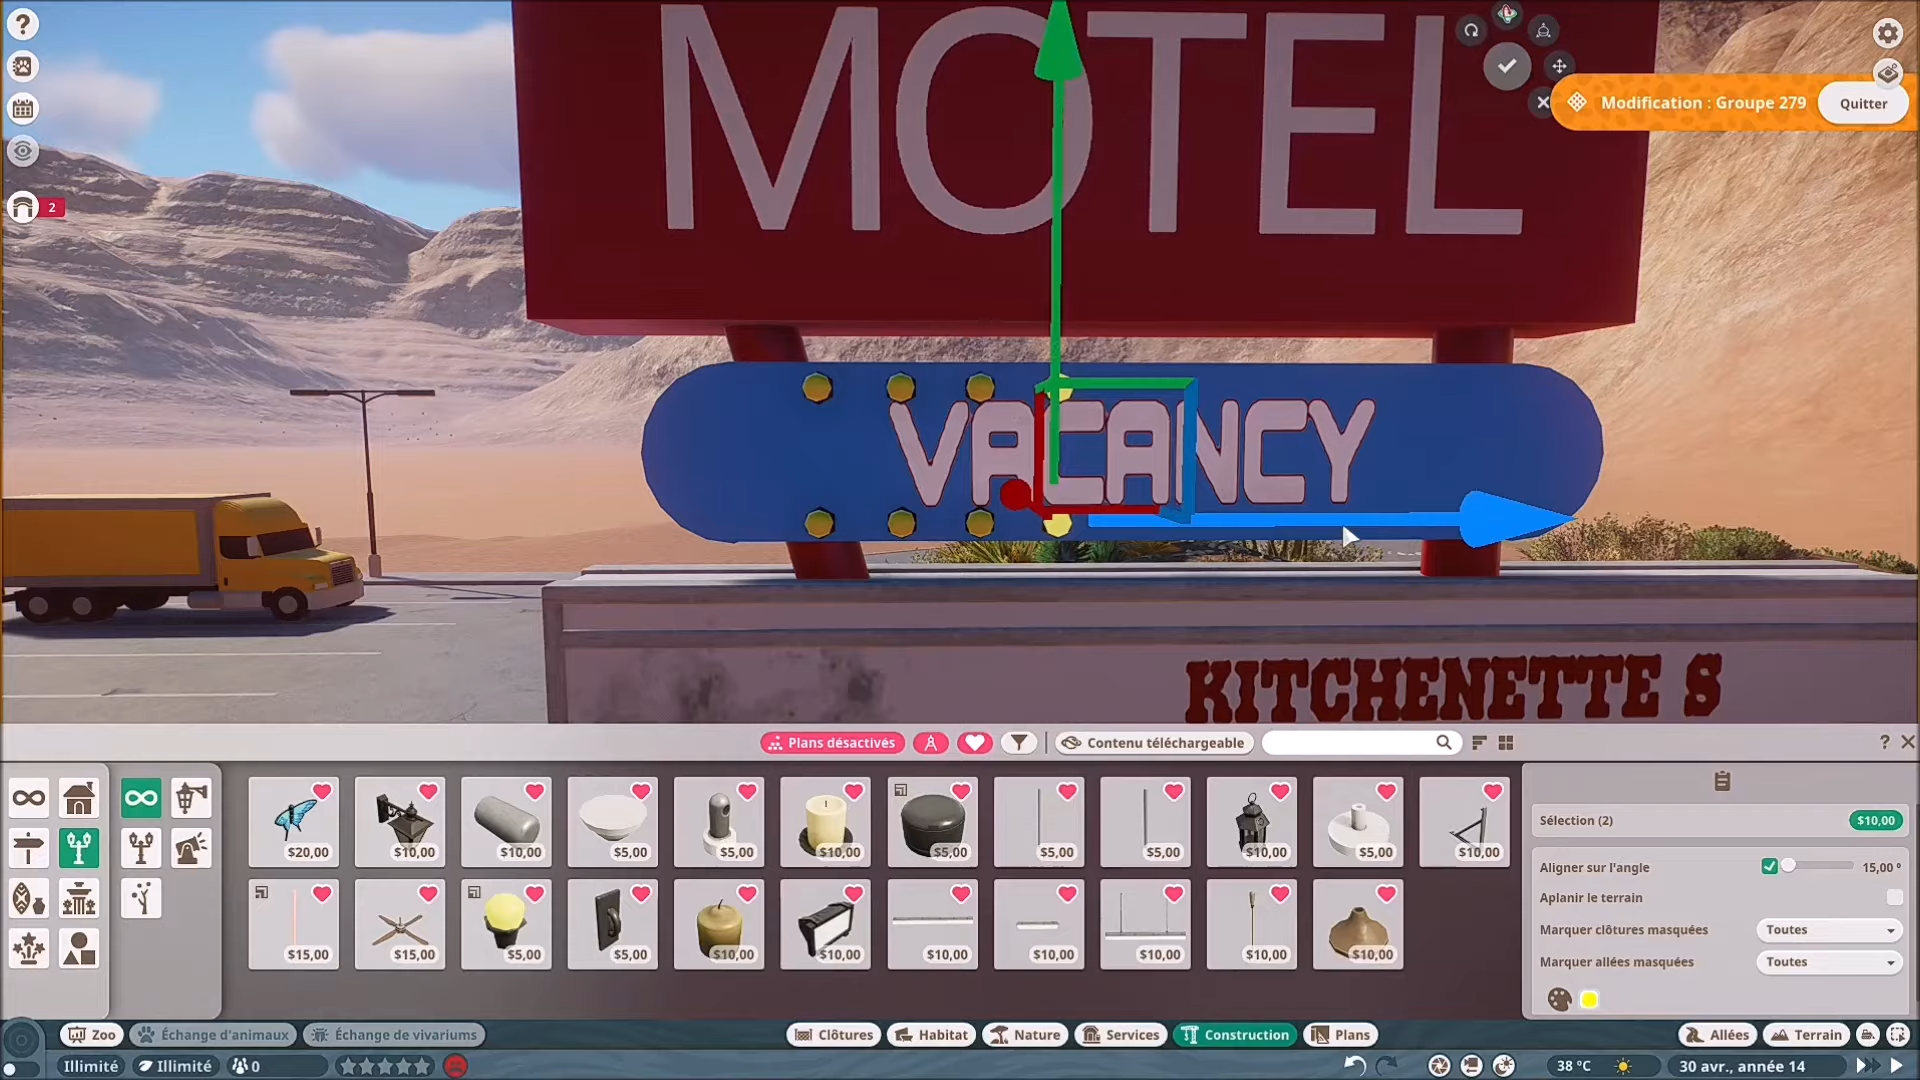 MOTEL
Modification : Groupe 279
Quitter
2
VACANCY
KITCHENETTE S
Plans désactivés
Contenu téléchargeable
$20,00
$10,00
$10,00
$5,00
$5,00
$10,00
$5,00
$5,00
$5,00
$10,00
$5,00
$10,00
$15,00
$15,00
$5,00
$5,00
$10,00
$10,00
$10,00
$10,00
$10,00
$10,00
$10,00
Sélection (2)
$10,00
Aligner sur l'angle
15,00 °
Aplanir le terrain
Marquer clôtures masquées
Toutes
Marquer allées masquées
Toutes
Zoo
Échange d'animaux
Échange de vivariums
Clôtures
Habitat
Nature
Services
Construction
Plans
Allées
Terrain
Illimité
Illimité
0
38 °C
30 avr., année 14